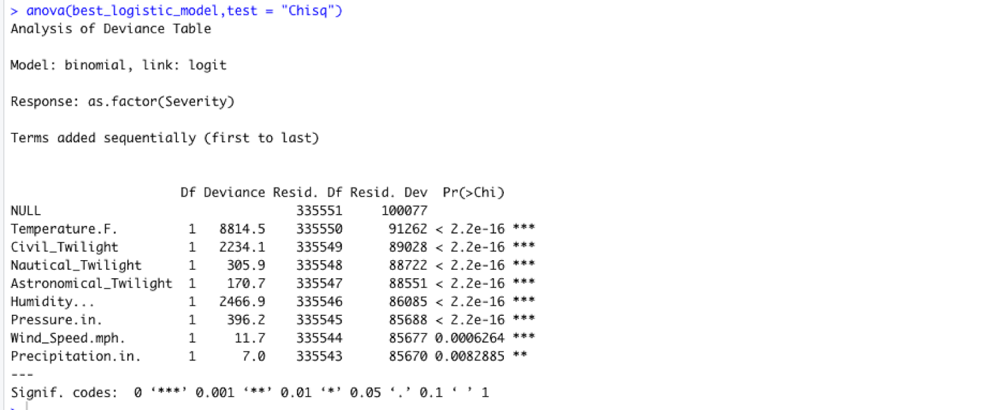 > anova(best_logistic_model,test = "Chisq")
Analysis of Deviance Table
Model: binomial, link: logit
Response: as.factor(Severity)
Terms added sequentially (first to last)
Df Deviance Resid. Df Resid. Dev Pr(>Chi)
NULL 335551 100077
Temperature.F. 1 8814.5 335550 91262 < 2.2e-16 ***
Civil_Twilight 1 2234.1 335549 89028 < 2.2e-16 ***
Nautical_Twilight 1 305.9 335548 88722 < 2.2e-16 ***
Astronomical_Twilight 1 170.7 335547 88551 < 2.2e-16 ***
Humidity... 1 2466.9 335546 86085 < 2.2e-16 ***
Pressure.in. 1 396.2 335545 85688 < 2.2e-16 ***
Wind_Speed.mph. 1 11.7 335544 85677 0.0006264 ***
Precipitation.in. 1 7.0 335543 85670 0.0082885 **
---
Signif. codes: 0 ‘***’ 0.001 ‘**’ 0.01 ‘*’ 0.05 ‘.’ 0.1 ‘ ’ 1